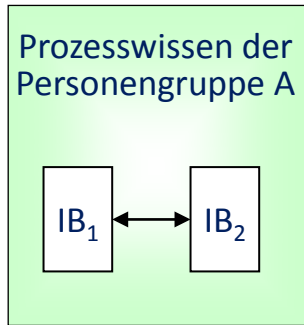 Prozesswissen der
Personengruppe A
IB₁ IB₂